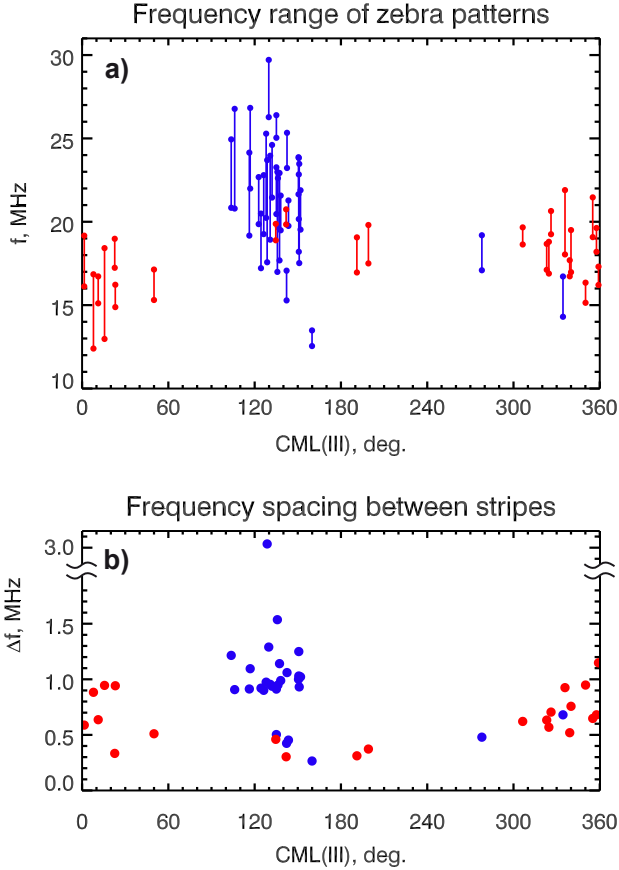 Frequency range of zebra patterns
a)
30
25
20
15
10
f, MHz
0 60 120 180 240 300 360
CML(III), deg.
Frequency spacing between stripes
b)
3.0
1.5
1.0
0.5
0.0
Δf, MHz
0 60 120 180 240 300 360
CML(III), deg.